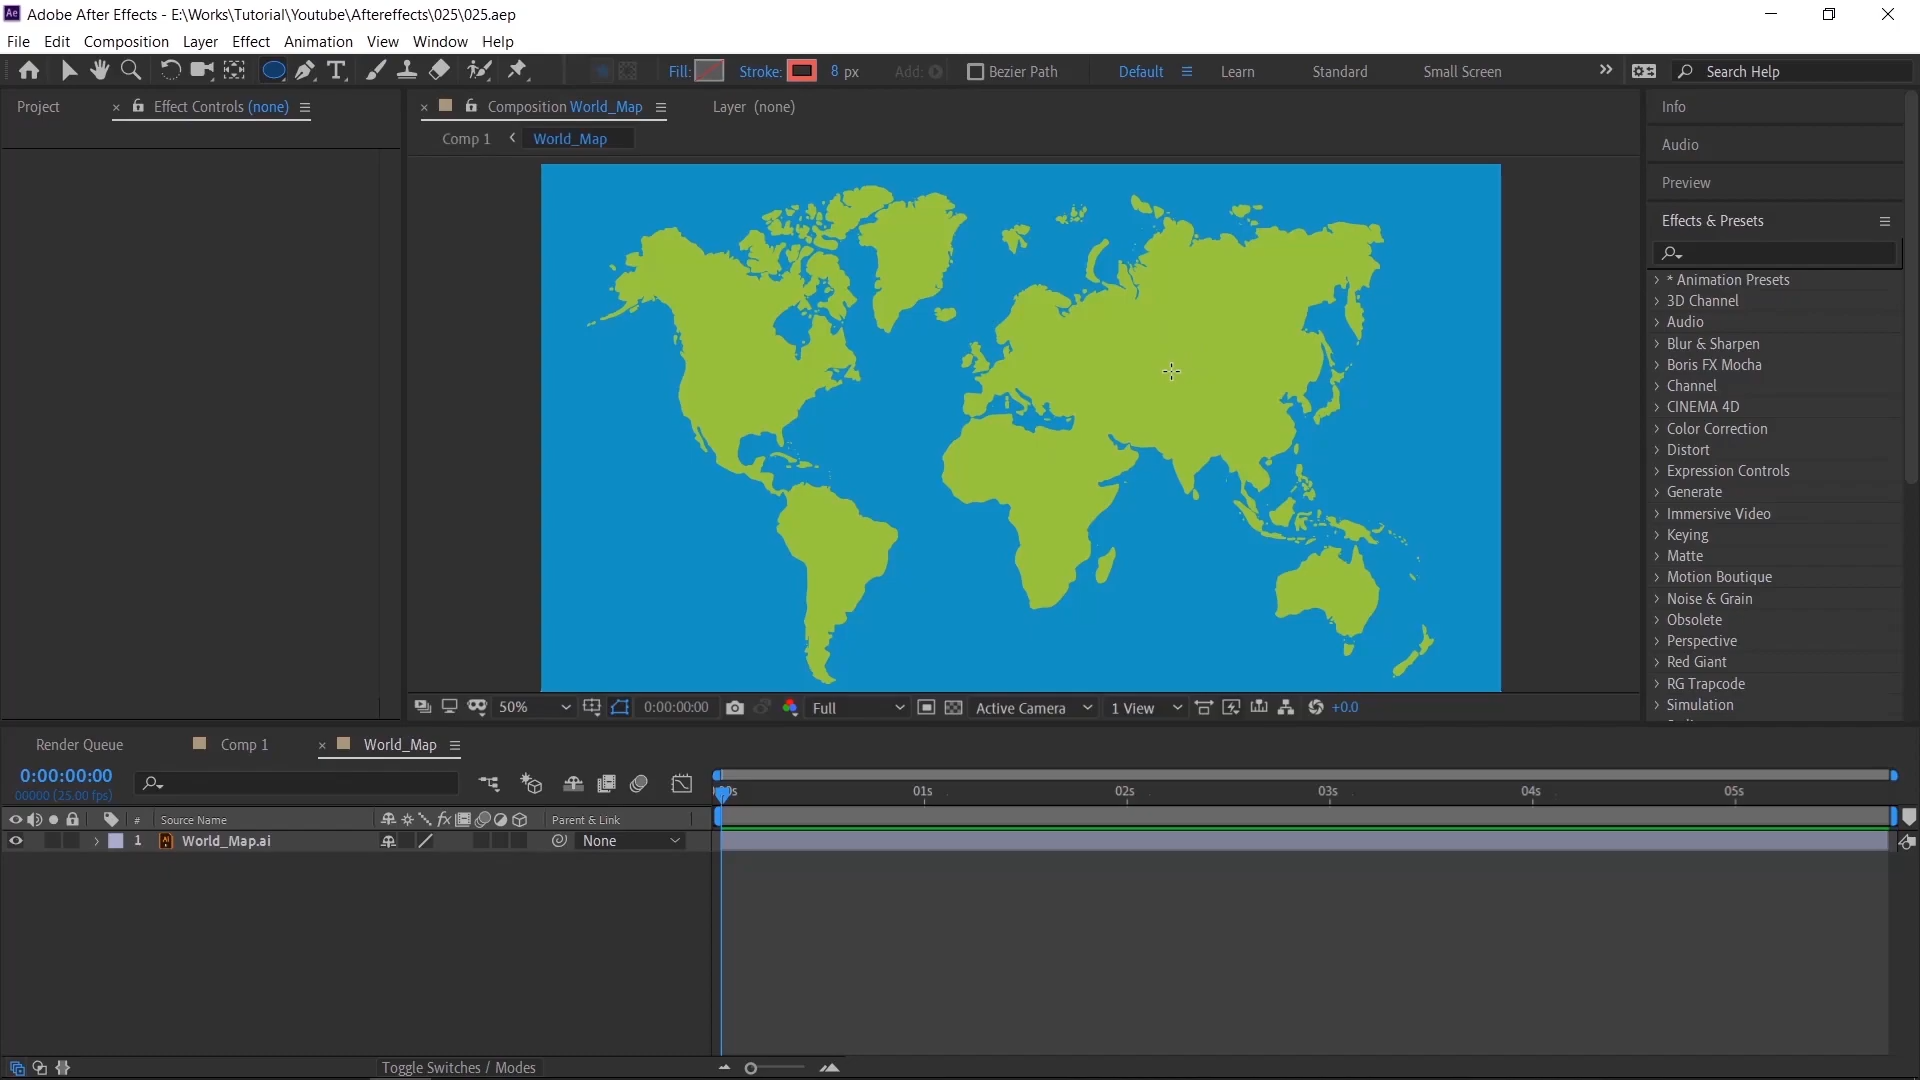 Ae Adobe After Effects - E:\Works\Tutorial\Youtube\Aftereffects\025\025.aep
File Edit Composition Layer Effect Animation View Window Help
Fill: Stroke: 8 px Add: Bezier Path Default Learn Standard Small Screen Search Help
Project Effect Controls (none) Composition World_Map Layer (none)
Comp 1 World_Map
Info
Audio
Preview
Effects & Presets
* Animation Presets
3D Channel
Audio
Blur & Sharpen
Boris FX Mocha
Channel
CINEMA 4D
Color Correction
Distort
Expression Controls
Generate
Immersive Video
Keying
Matte
Motion Boutique
Noise & Grain
Obsolete
Perspective
Red Giant
RG Trapcode
Simulation
50% 0:00:00:00 Full Active Camera 1 View +0.0
Render Queue Comp 1 World_Map
0:00:00:00
00000 (25.00 fps)
01s 02s 03s 04s 05s
# Source Name fx Parent & Link
1 Ai World_Map.ai None
Toggle Switches / Modes